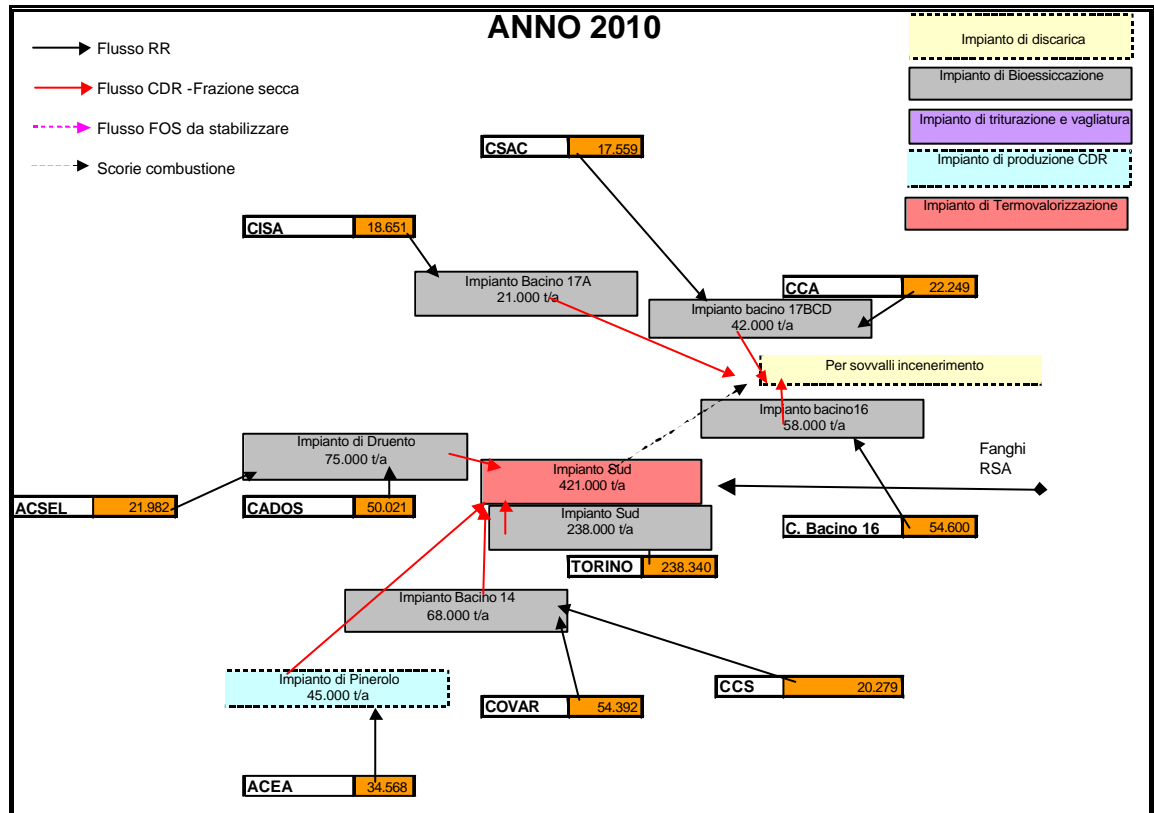 ANNO 2010
Flusso RR
Flusso CDR -Frazione secca
Flusso FOS da stabilizzare
Scorie combustione
Impianto di discarica
Impianto di Bioessiccazione
Impianto di triturazione e vagliatura
Impianto di produzione CDR
Impianto di Termovalorizzazione
CSAC 17.559
CISA 18.651
Impianto Bacino 17A
21.000 t/a
CCA 22.249
Impianto bacino 17BCD
42.000 t/a
Per sovvalli incenerimento
Impianto bacino16
58.000 t/a
Impianto di Druento
75.000 t/a
Fanghi
RSA
Impianto Sud
421.000 t/a
ACSEL 21.982
CADOS 50.021
Impianto Sud
238.000 t/a
C. Bacino 16 54.600
TORINO 238.340
Impianto Bacino 14
68.000 t/a
Impianto di Pinerolo
45.000 t/a
CCS 20.279
COVAR 54.392
ACEA 34.568